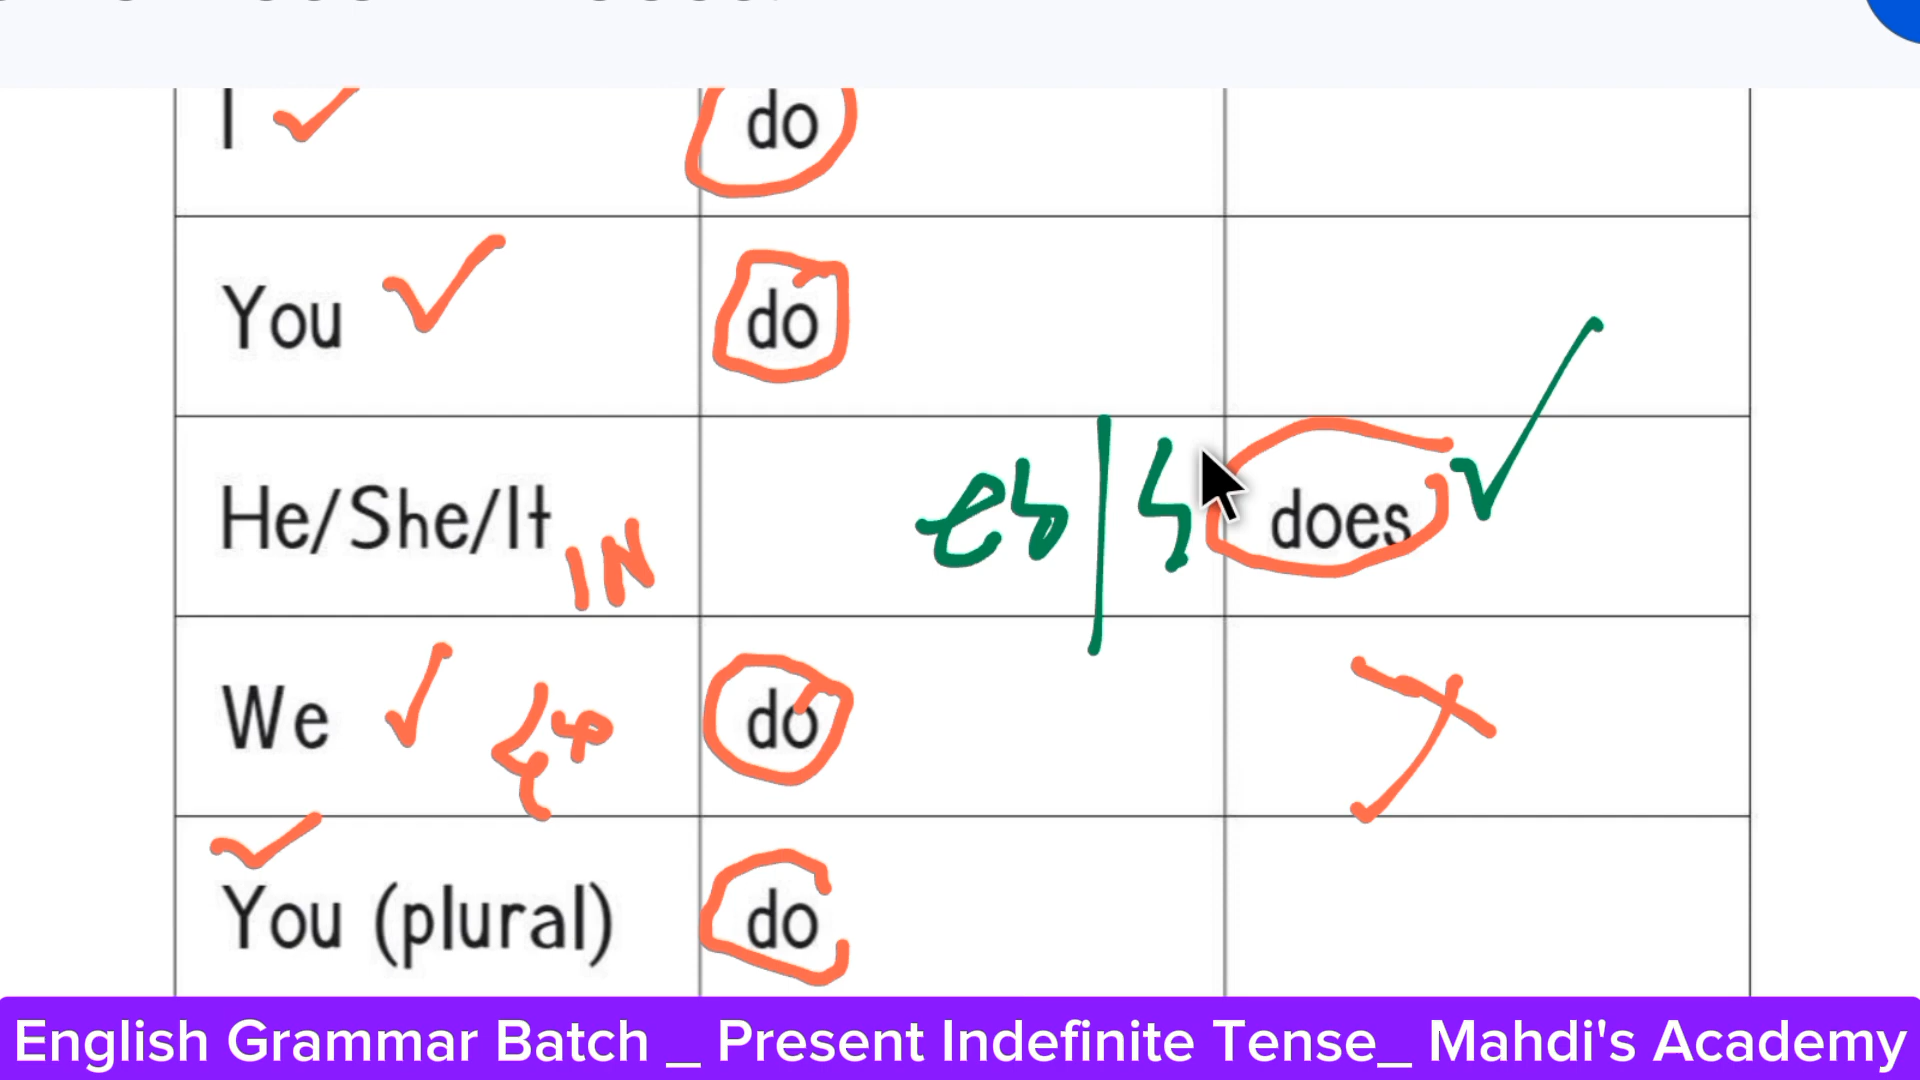 I do
You do
He/She/It IN es s does
We do
You (plural) do
English Grammar Batch _ Present Indefinite Tense_ Mahdi's Academy